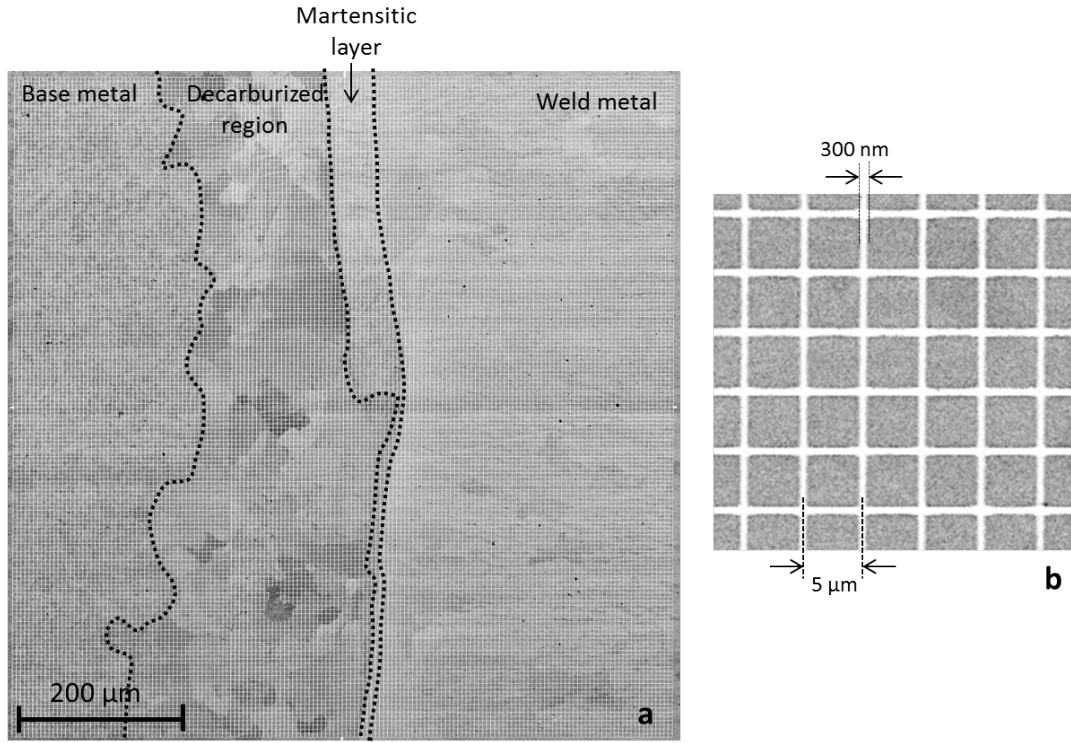 Martensitic
layer
Base metal
Decarburized
region
Weld metal
200 µm
a
300 nm
5 µm
b